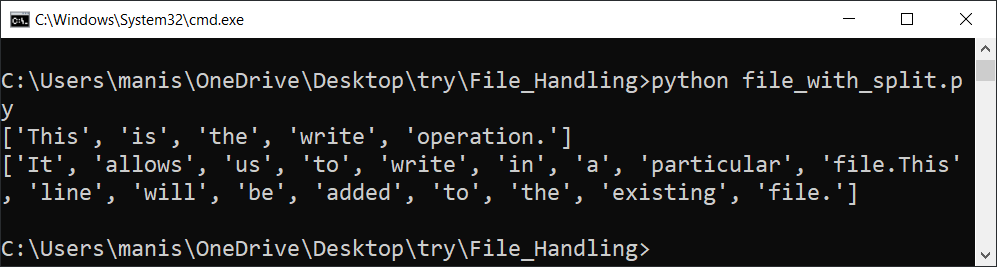 C:\Windows\System32\cmd.exe
C:\Users\manis\OneDrive\Desktop\try\File_Handling>python file_with_split.p
y
['This', 'is', 'the', 'write', 'operation.']
['It', 'allows', 'us', 'to', 'write', 'in', 'a', 'particular', 'file.This'
, 'line', 'will', 'be', 'added', 'to', 'the', 'existing', 'file.']
C:\Users\manis\OneDrive\Desktop\try\File_Handling>